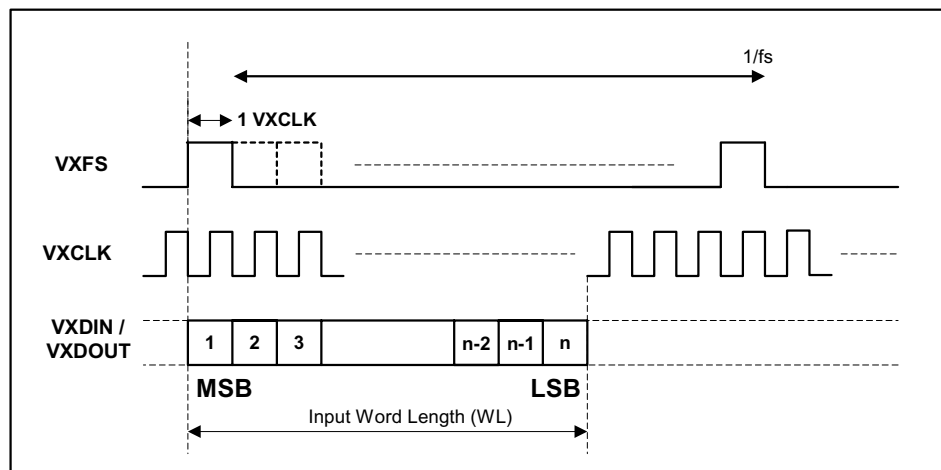 1/fs
1 VXCLK
VXFS
VXCLK
VXDIN /
VXDOUT
1 2 3 n-2 n-1 n
MSB LSB
Input Word Length (WL)